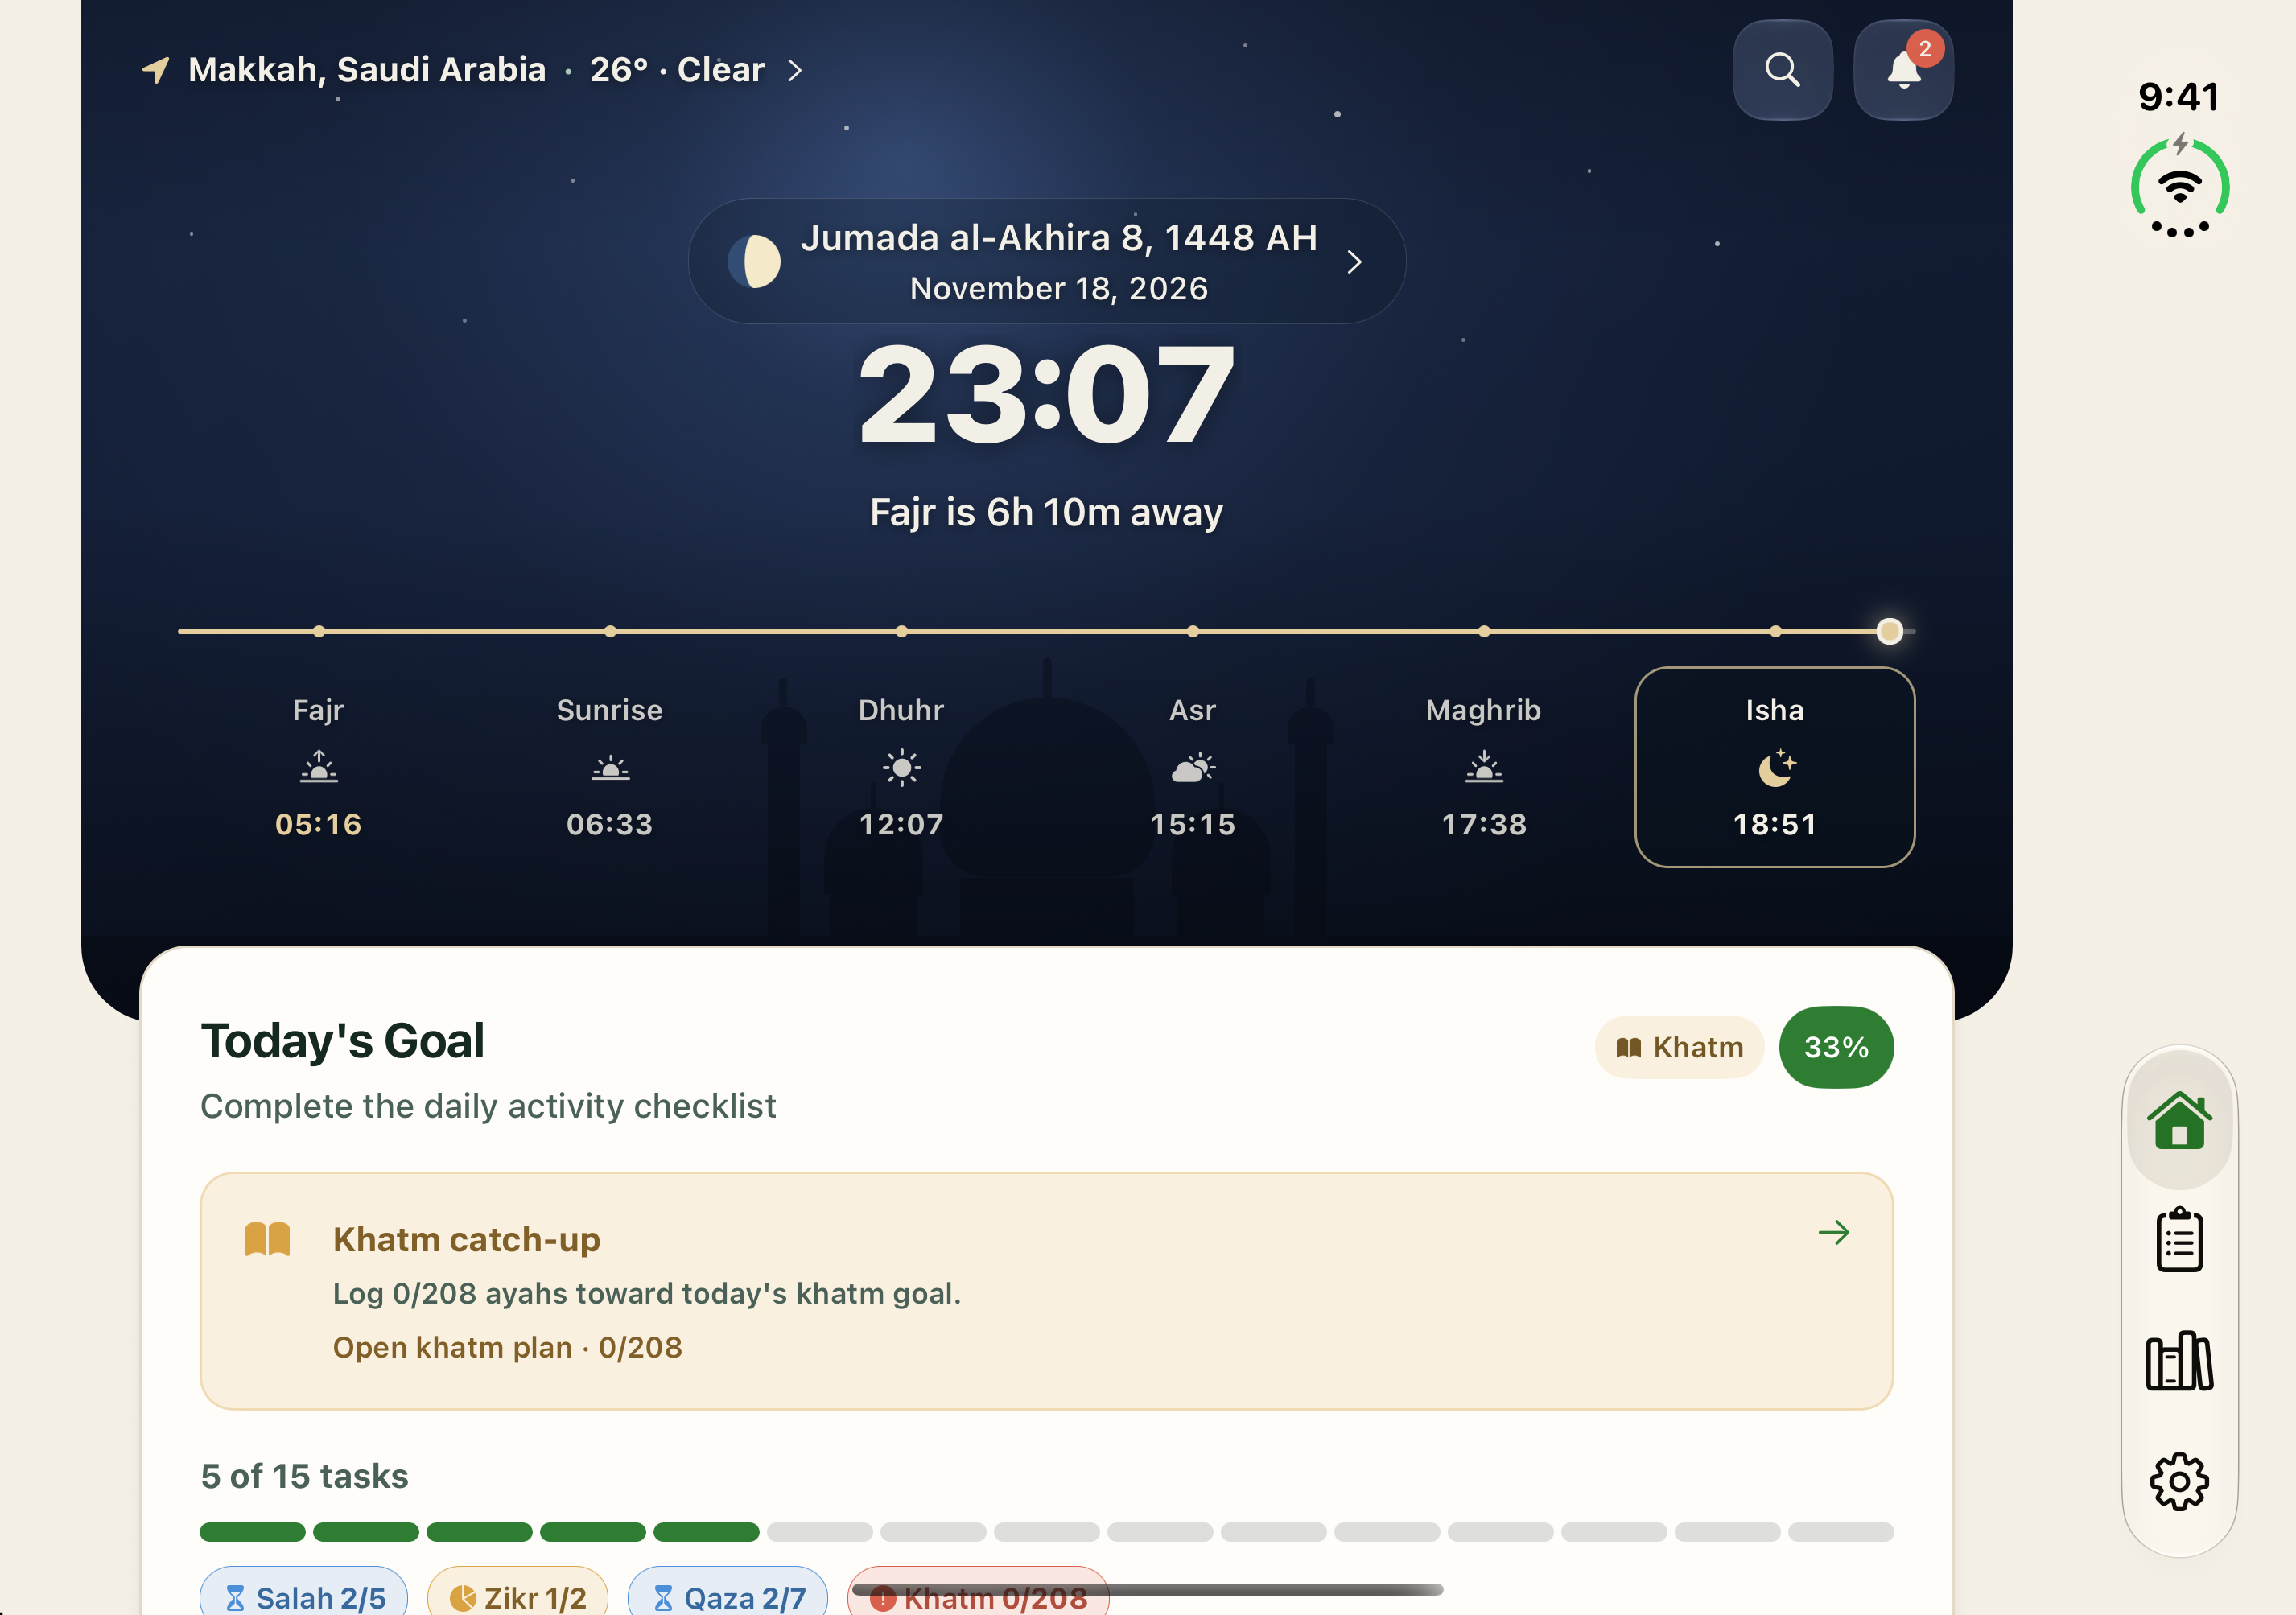 Makkah, Saudi Arabia · 26° · Clear
2
9:41
Jumada al-Akhira 8, 1448 AH
November 18, 2026
23:07
Fajr is 6h 10m away
Fajr
Sunrise
Dhuhr
Asr
Maghrib
Isha
05:16
06:33
12:07
15:15
17:38
18:51
Today's Goal
Khatm
33%
Complete the daily activity checklist
Khatm catch-up
Log 0/208 ayahs toward today's khatm goal.
Open khatm plan · 0/208
5 of 15 tasks
Salah 2/5
Zikr 1/2
Qaza 2/7
Khatm 0/208